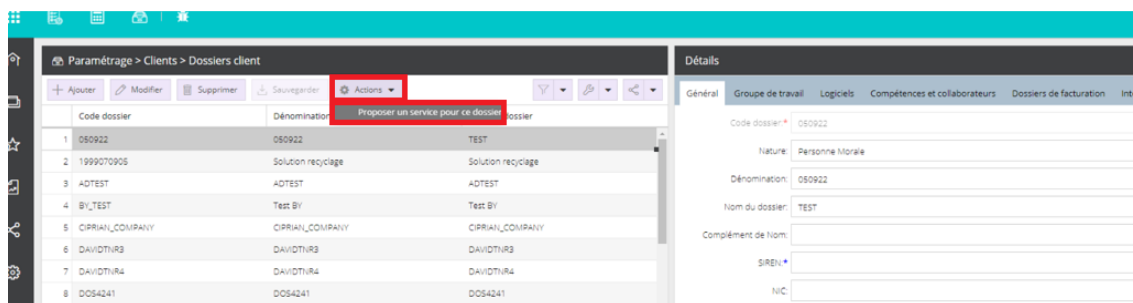 Paramétrage > Clients > Dossiers client
Ajouter Modifier Supprimer Sauvegarder Actions
Proposer un service pour ce dossier
Code dossier Dénomination dossier
1 050922 050922 TEST
2 1999070905 Solution recyclage Solution recyclage
3 ADTEST ADTEST ADTEST
4 BY_TEST Test BY Test BY
5 CIPRIAN_COMPANY CIPRIAN_COMPANY CIPRIAN_COMPANY
6 DAVIDTNR3 DAVIDTNR3 DAVIDTNR3
7 DAVIDTNR4 DAVIDTNR4 DAVIDTNR4
8 DOS4241 DOS4241 DOS4241
Détails
Général Groupe de travail Logiciels Compétences et collaborateurs Dossiers de facturation Int
Code dossier:* 050922
Nature: Personne Morale
Dénomination: 050922
Nom du dossier: TEST
Complément de Nom:
SIREN:*
NIC: